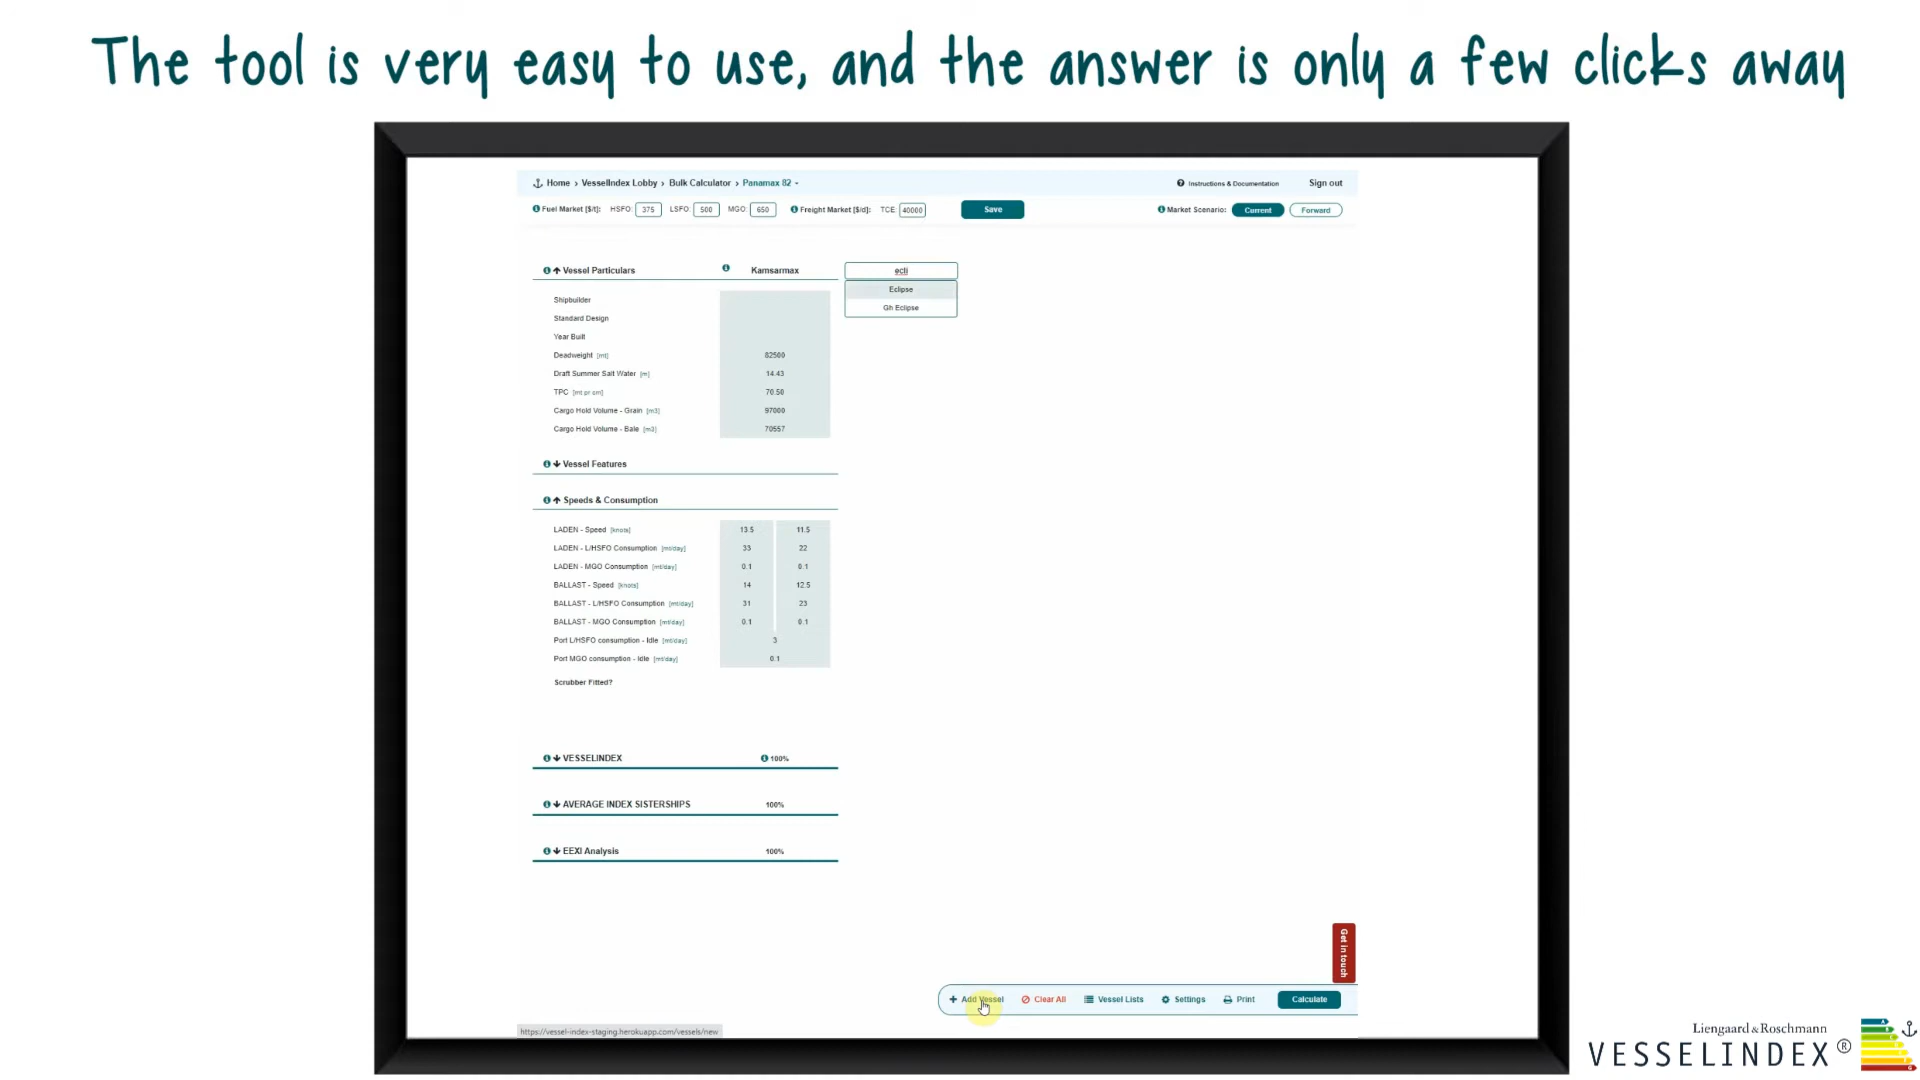 The tool is very easy to use, and the answer is only a few clicks away
Home › VesselIndex Lobby › Bulk Calculator › Panamax 82
Instructions & Documentation
Sign out
Fuel Market [$/t]: HSFO: 375 LSFO: 500 MGO: 650 Freight Market [$/d]: TCE: 40000 Save
Market Scenario: Current Forward
Vessel Particulars Kamsarmax ecli
Eclipse
Gh Eclipse
Shipbuilder
Standard Design
Year Built
Deadweight [mt] 82500
Draft Summer Salt Water [m] 14.43
TPC [mt pr cm] 70.50
Cargo Hold Volume - Grain [m3] 97000
Cargo Hold Volume - Bale [m3] 70557
Vessel Features
Speeds & Consumption
LADEN - Speed [knots] 13.5 11.5
LADEN - L/HSFO Consumption [mt/day] 33 22
LADEN - MGO Consumption [mt/day] 0.1 0.1
BALLAST - Speed [knots] 14 12.5
BALLAST - L/HSFO Consumption [mt/day] 31 23
BALLAST - MGO Consumption [mt/day] 0.1 0.1
Port L/HSFO consumption - Idle [mt/day] 3
Port MGO consumption - Idle [mt/day] 0.1
Scrubber Fitted?
VESSELINDEX 100%
AVERAGE INDEX SISTERSHIPS 100%
EEXI Analysis 100%
Get in touch
+ Add Vessel Clear All Vessel Lists Settings Print Calculate
https://vessel-index-staging.herokuapp.com/vessels/new
Liengaard & Roschmann
VESSELINDEX®